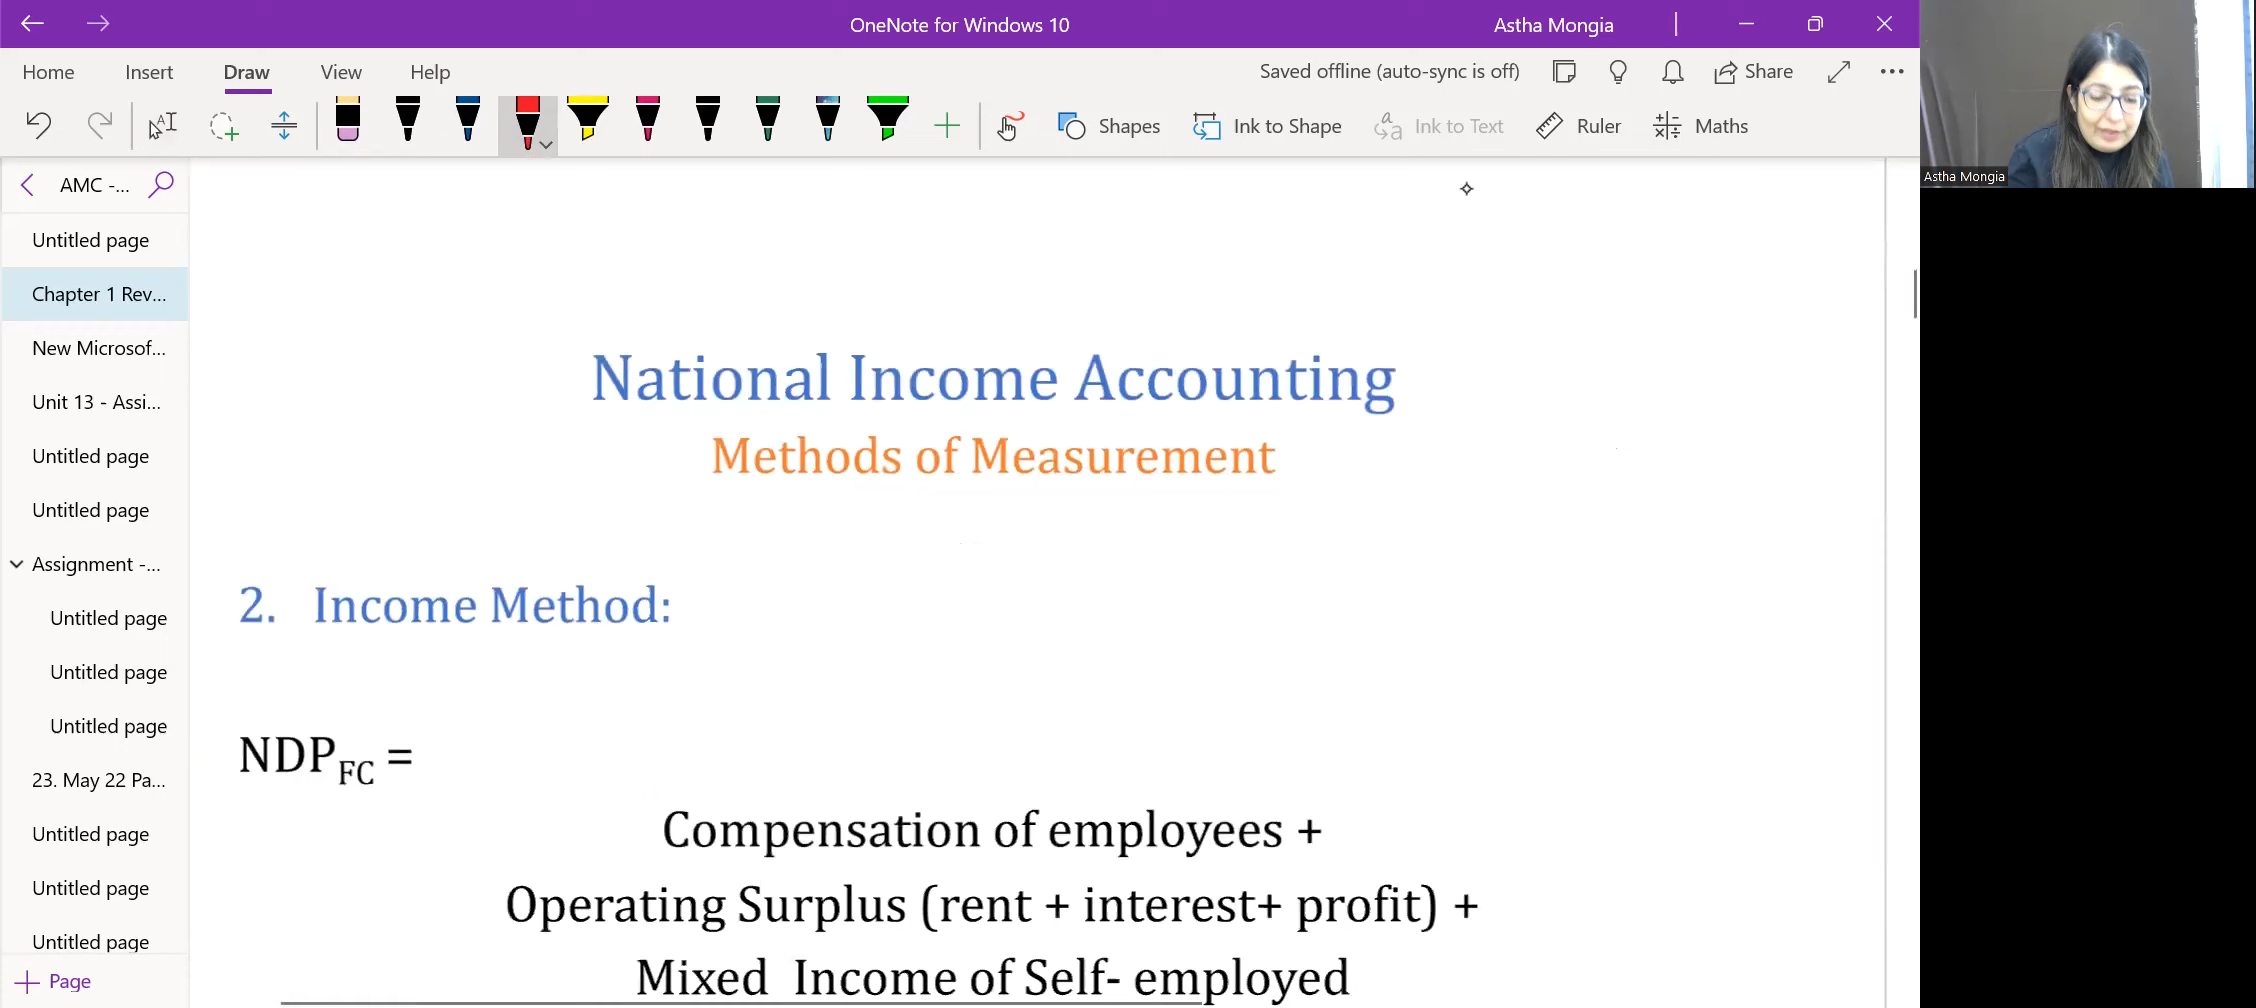 OneNote for Windows 10
Astha Mongia
Home Insert Draw View Help
Saved offline (auto-sync is off) Share
Shapes Ink to Shape Ink to Text Ruler Maths
Astha Mongia
AMC -...
Untitled page
Chapter 1 Rev...
New Microsof...
Unit 13 - Assi...
Untitled page
Untitled page
Assignment -...
Untitled page
Untitled page
Untitled page
23. May 22 Pa...
Untitled page
Untitled page
Untitled page
+ Page
National Income Accounting
Methods of Measurement
2. Income Method:
NDP_FC =
Compensation of employees +
Operating Surplus (rent + interest+ profit) +
Mixed Income of Self- employed